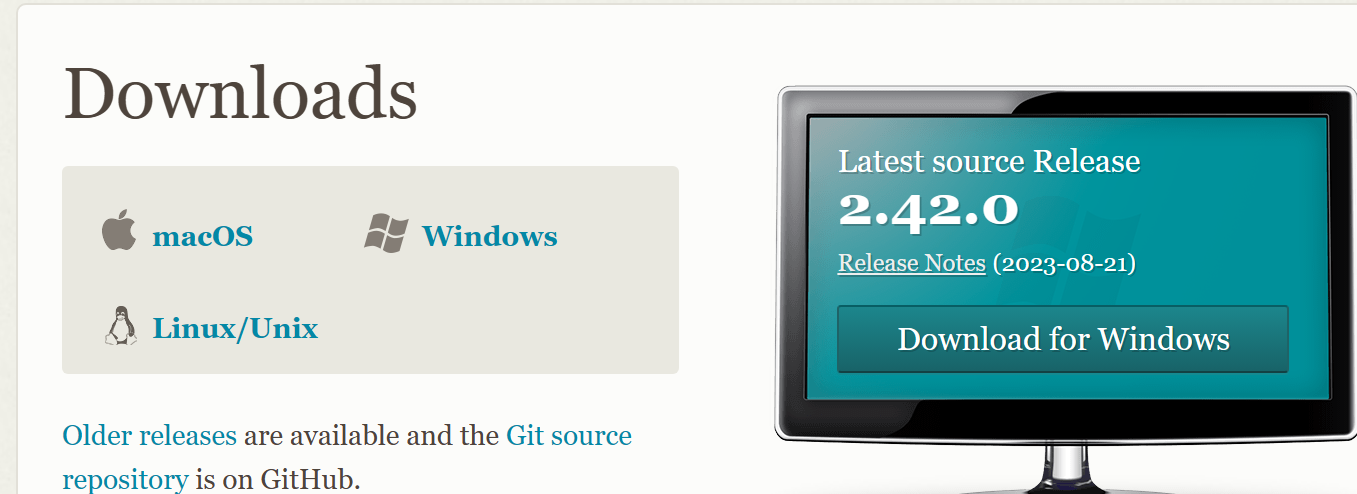 Downloads
macOS
Windows
Linux/Unix
Older releases are available and the Git source
repository is on GitHub.
Latest source Release
2.42.0
Release Notes (2023-08-21)
Download for Windows